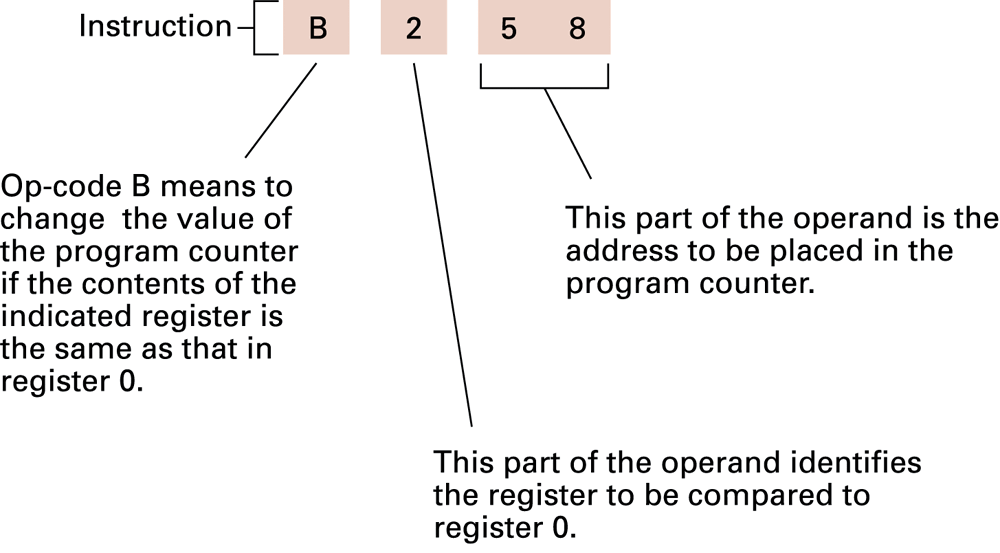 Instruction B 2 5 8
Op-code B means to
change the value of
the program counter
if the contents of the
indicated register is
the same as that in
register 0.
This part of the operand is the
address to be placed in the
program counter.
This part of the operand identifies
the register to be compared to
register 0.